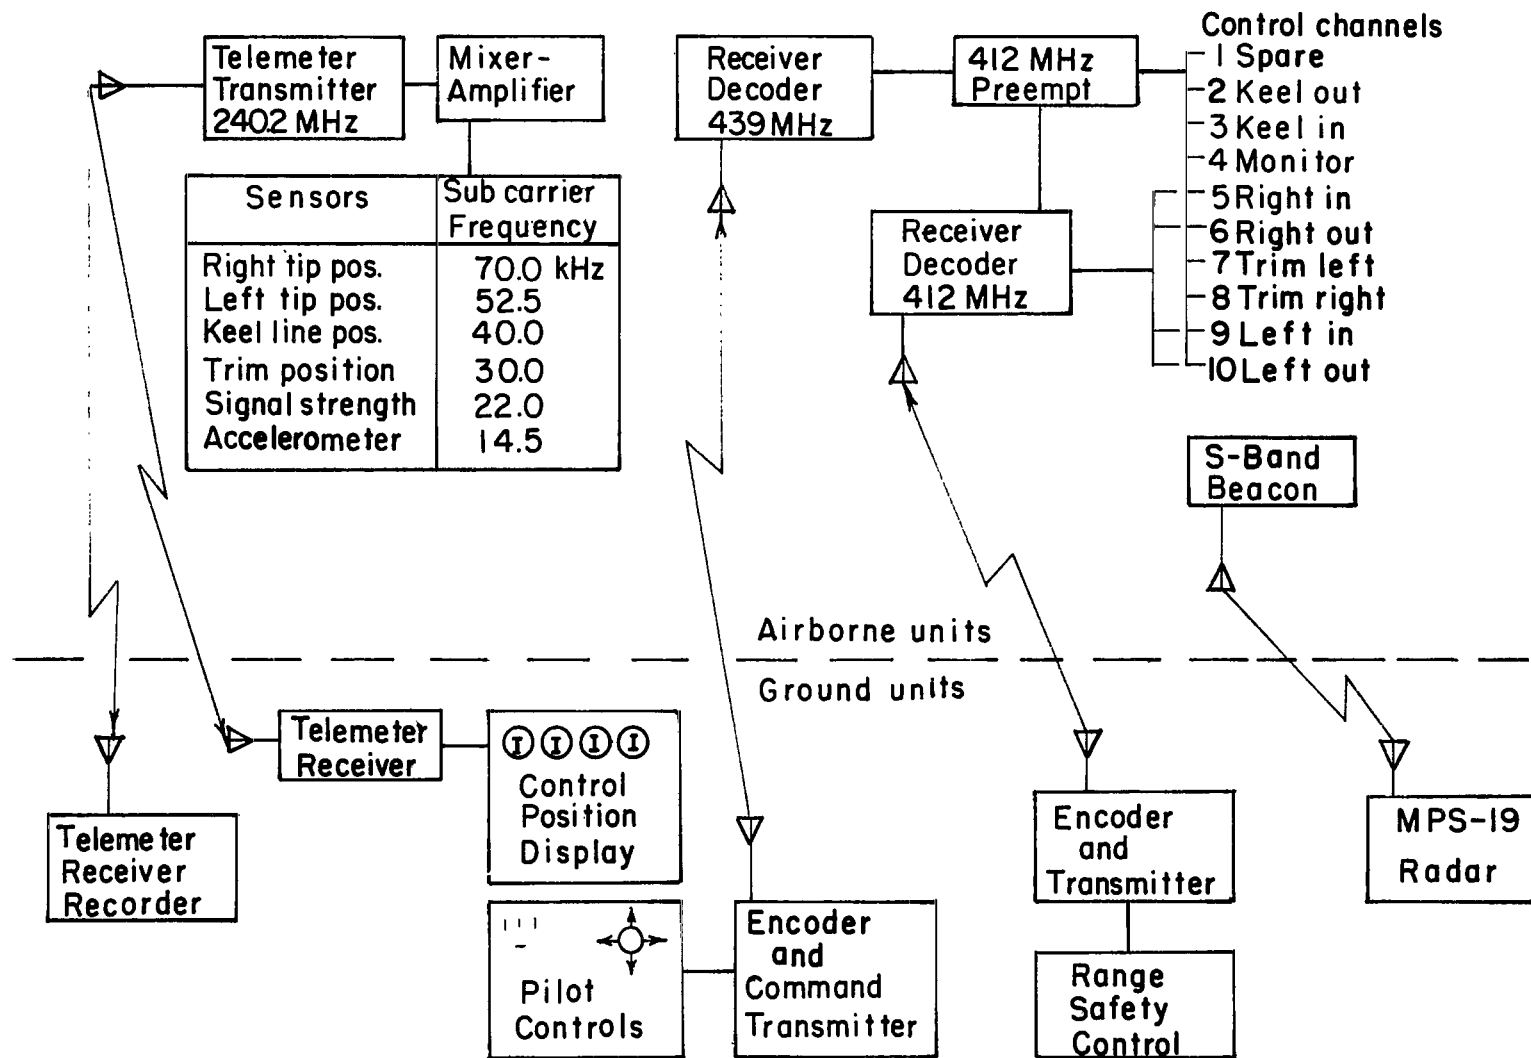 Telemeter
Transmitter
240.2 MHz
Mixer-
Amplifier
Sensors
Sub carrier
Frequency
Right tip pos. 70.0 kHz
Left tip pos. 52.5
Keel line pos. 40.0
Trim position 30.0
Signal strength 22.0
Accelerometer 14.5
Receiver
Decoder
439 MHz
412 MHz
Preempt
Receiver
Decoder
412 MHz
Control channels
1 Spare
2 Keel out
3 Keel in
4 Monitor
5 Right in
6 Right out
7 Trim left
8 Trim right
9 Left in
10 Left out
S-Band
Beacon
Airborne units
Ground units
Telemeter
Receiver
Recorder
Telemeter
Receiver
I I I I
Control
Position
Display
Pilot
Controls
Encoder
and
Command
Transmitter
Encoder
and
Transmitter
Range
Safety
Control
MPS-19
Radar